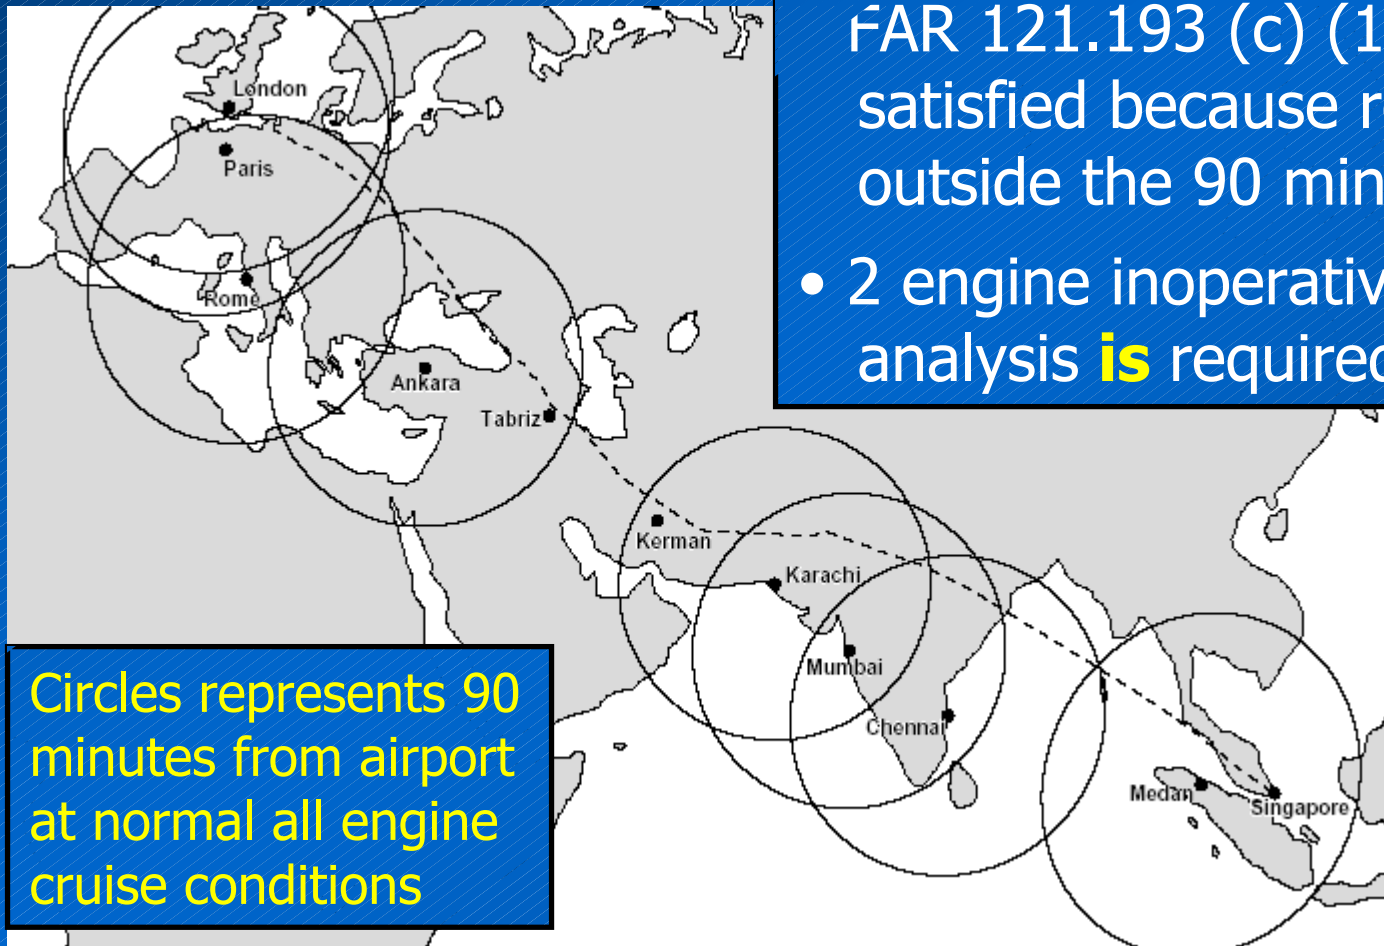 FAR 121.193 (c) (1
satisfied because r
outside the 90 min
• 2 engine inoperativ
analysis is required
London
Paris
Rome
Ankara
Tabriz
Kerman
Karachi
Mumbai
Chennai
Medan
Singapore
Circles represents 90
minutes from airport
at normal all engine
cruise conditions